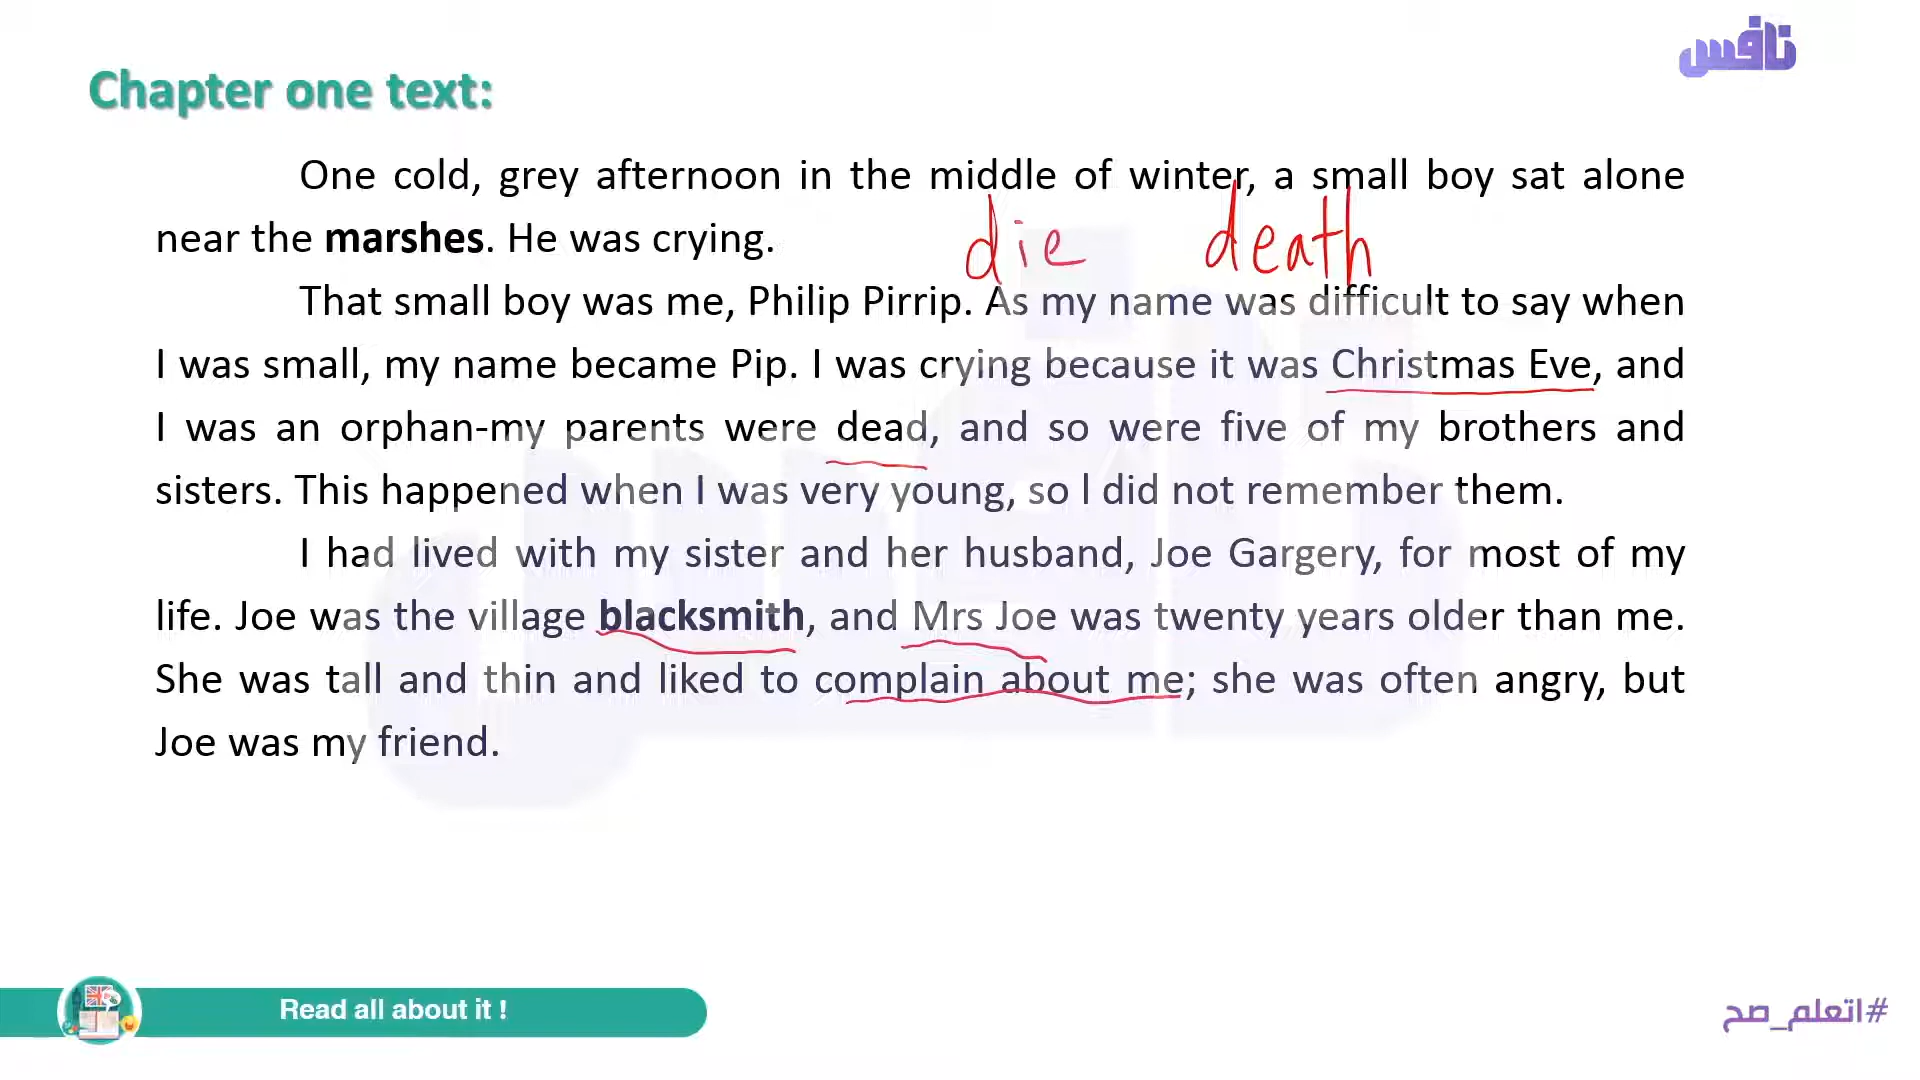 نافس
Chapter one text:
One cold, grey afternoon in the middle of winter, a small boy sat alone
near the marshes. He was crying.
die death
That small boy was me, Philip Pirrip. As my name was difficult to say when
I was small, my name became Pip. I was crying because it was Christmas Eve, and
I was an orphan-my parents were dead, and so were five of my brothers and
sisters. This happened when I was very young, so I did not remember them.
I had lived with my sister and her husband, Joe Gargery, for most of my
life. Joe was the village blacksmith, and Mrs Joe was twenty years older than me.
She was tall and thin and liked to complain about me; she was often angry, but
Joe was my friend.
Read all about it !
#اتعلم_صح